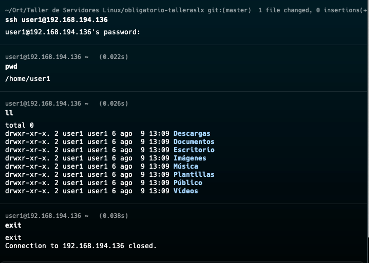 ~/Ort/Taller de Servidores Linux/obligatorio-talleraslx git:(master)  1 file changed, 0 insertions(+
ssh user1@192.168.194.136
user1@192.168.194.136's password:
user1@192.168.194.136 ~   (0.022s)
pwd
/home/user1
user1@192.168.194.136 ~   (0.026s)
ll
total 0
drwxr-xr-x. 2 user1 user1 6 ago  9 13:09 Descargas
drwxr-xr-x. 2 user1 user1 6 ago  9 13:09 Documentos
drwxr-xr-x. 2 user1 user1 6 ago  9 13:09 Escritorio
drwxr-xr-x. 2 user1 user1 6 ago  9 13:09 Imágenes
drwxr-xr-x. 2 user1 user1 6 ago  9 13:09 Música
drwxr-xr-x. 2 user1 user1 6 ago  9 13:09 Plantillas
drwxr-xr-x. 2 user1 user1 6 ago  9 13:09 Público
drwxr-xr-x. 2 user1 user1 6 ago  9 13:09 Vídeos
user1@192.168.194.136 ~   (0.038s)
exit
exit
Connection to 192.168.194.136 closed.